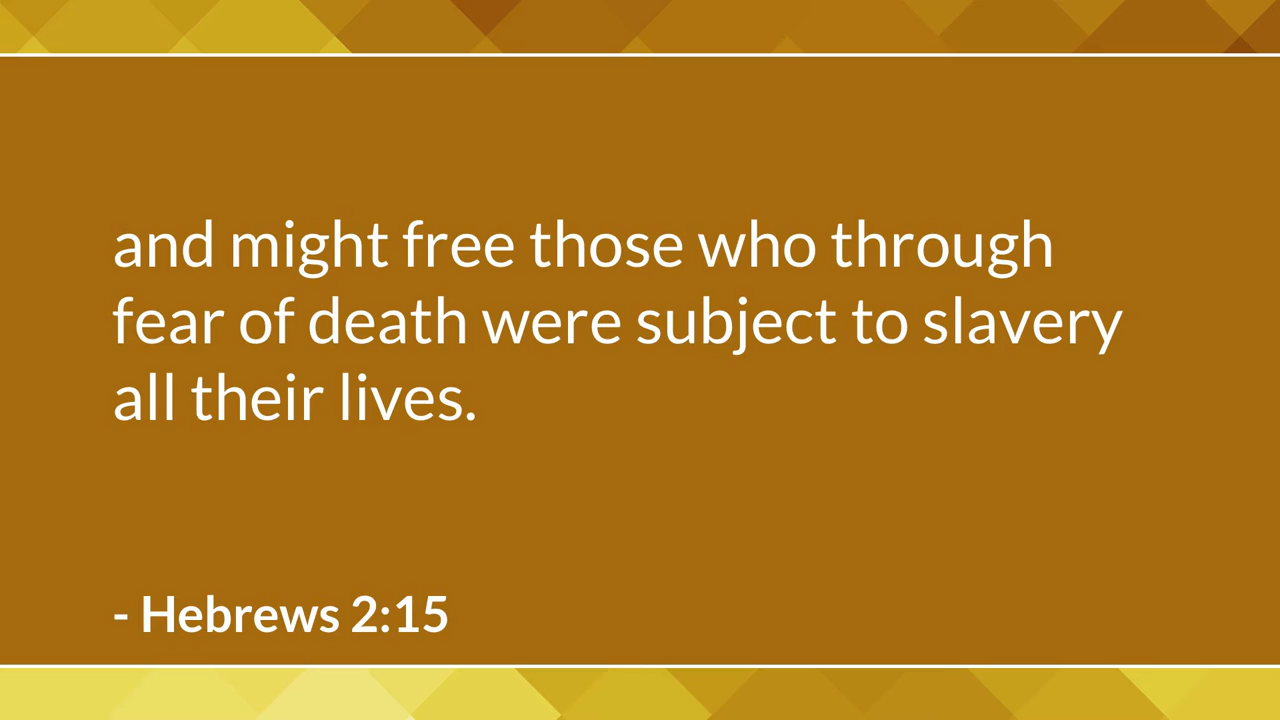 and might free those who through
fear of death were subject to slavery
all their lives.
- Hebrews 2:15